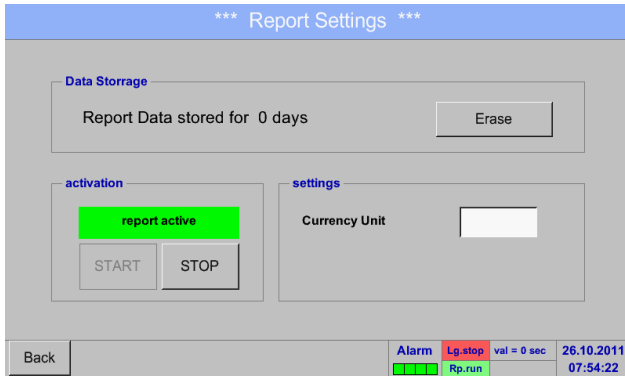 *** Report Settings ***
Data Storrage
Report Data stored for 0 days
Erase
activation
report active
START
STOP
settings
Currency Unit
Back
Alarm
Lg.stop
val = 0 sec
26.10.2011
Rp.run
07:54:22